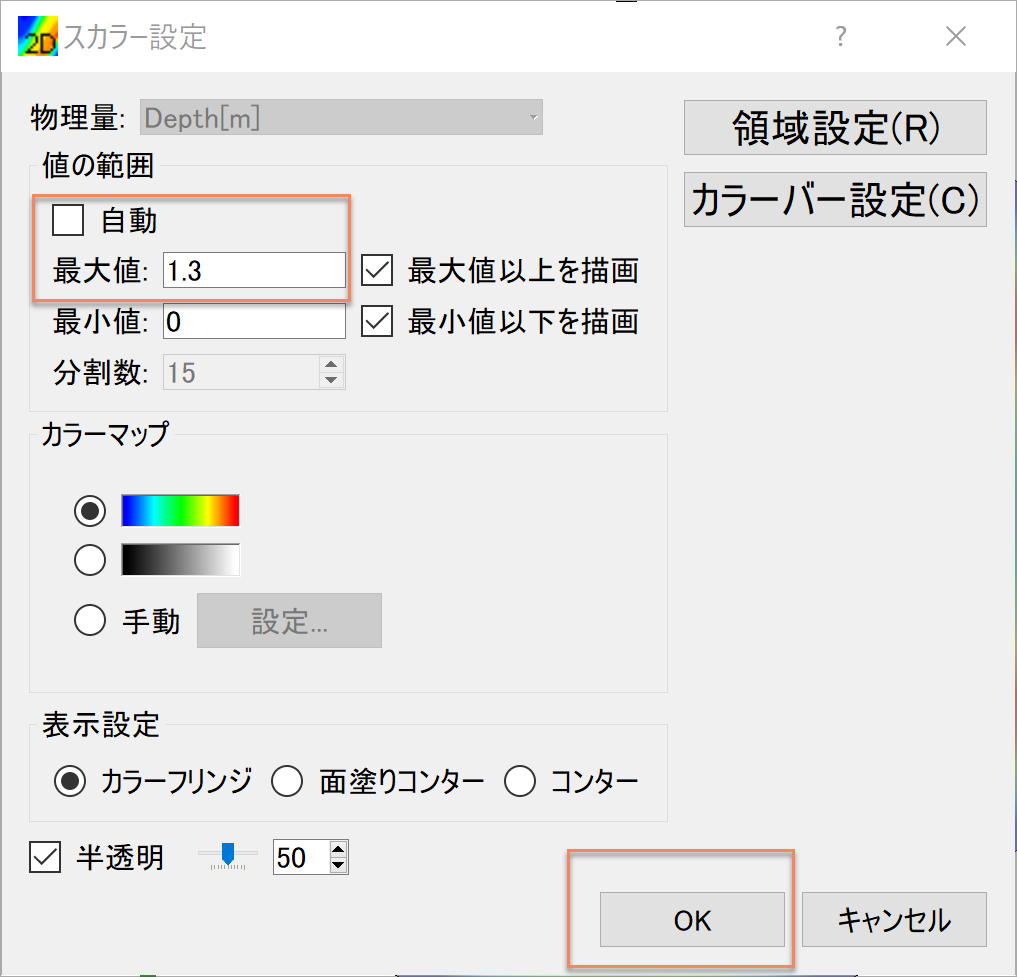 2D スカラー設定 ?
物理量: Depth[m]
領域設定(R)
値の範囲
カラーバー設定(C)
自動
最大値: 1.3 最大値以上を描画
最小値: 0 最小値以下を描画
分割数: 15
カラーマップ
手動 設定...
表示設定
カラーフリンジ 面塗りコンター コンター
半透明 50
OK キャンセル